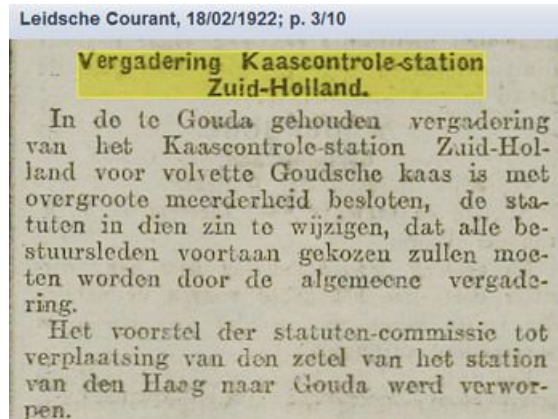 Leidsche Courant, 18/02/1922; p. 3/10
Vergadering Kaascontrole-station
Zuid-Holland.
In de te Gouda gehouden vergadering
van het Kaascontrole-station Zuid-Hol-
land voor volvette Goudsche kaas is met
overgroote meerderheid besloten, de sta-
tuten in dien zin te wijzigen, dat alle be-
stuursleden voortaan gekozen zullen moe-
ten worden door de algemeene vergade-
ring.
Het voorstel der statuten-commissie tot
verplaatsing van den zetel van het station
van den Haag naar Gouda werd verwor-
pen.